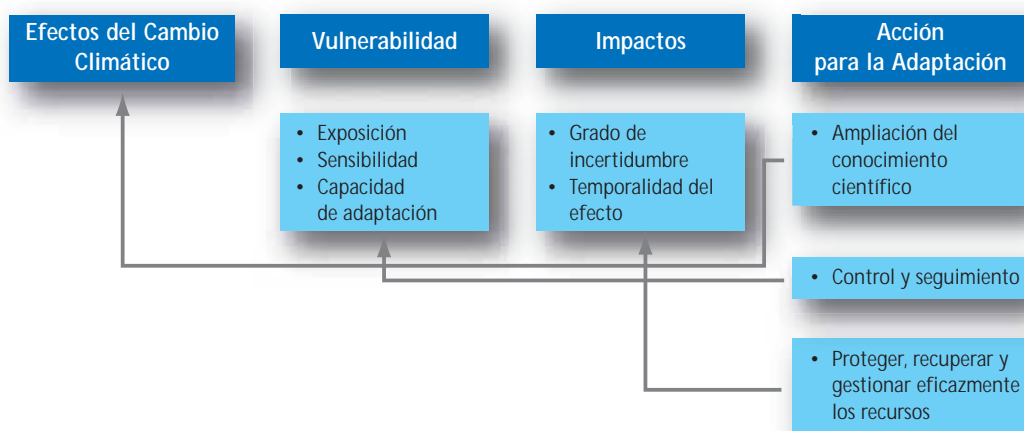 Efectos del Cambio
Climático
Vulnerabilidad
Impactos
Acción
para la Adaptación
• Exposición
• Sensibilidad
• Capacidad
de adaptación
• Grado de
incertidumbre
• Temporalidad del
efecto
• Ampliación del
conocimiento
científico
• Control y seguimiento
• Proteger, recuperar y
gestionar eficazmente
los recursos